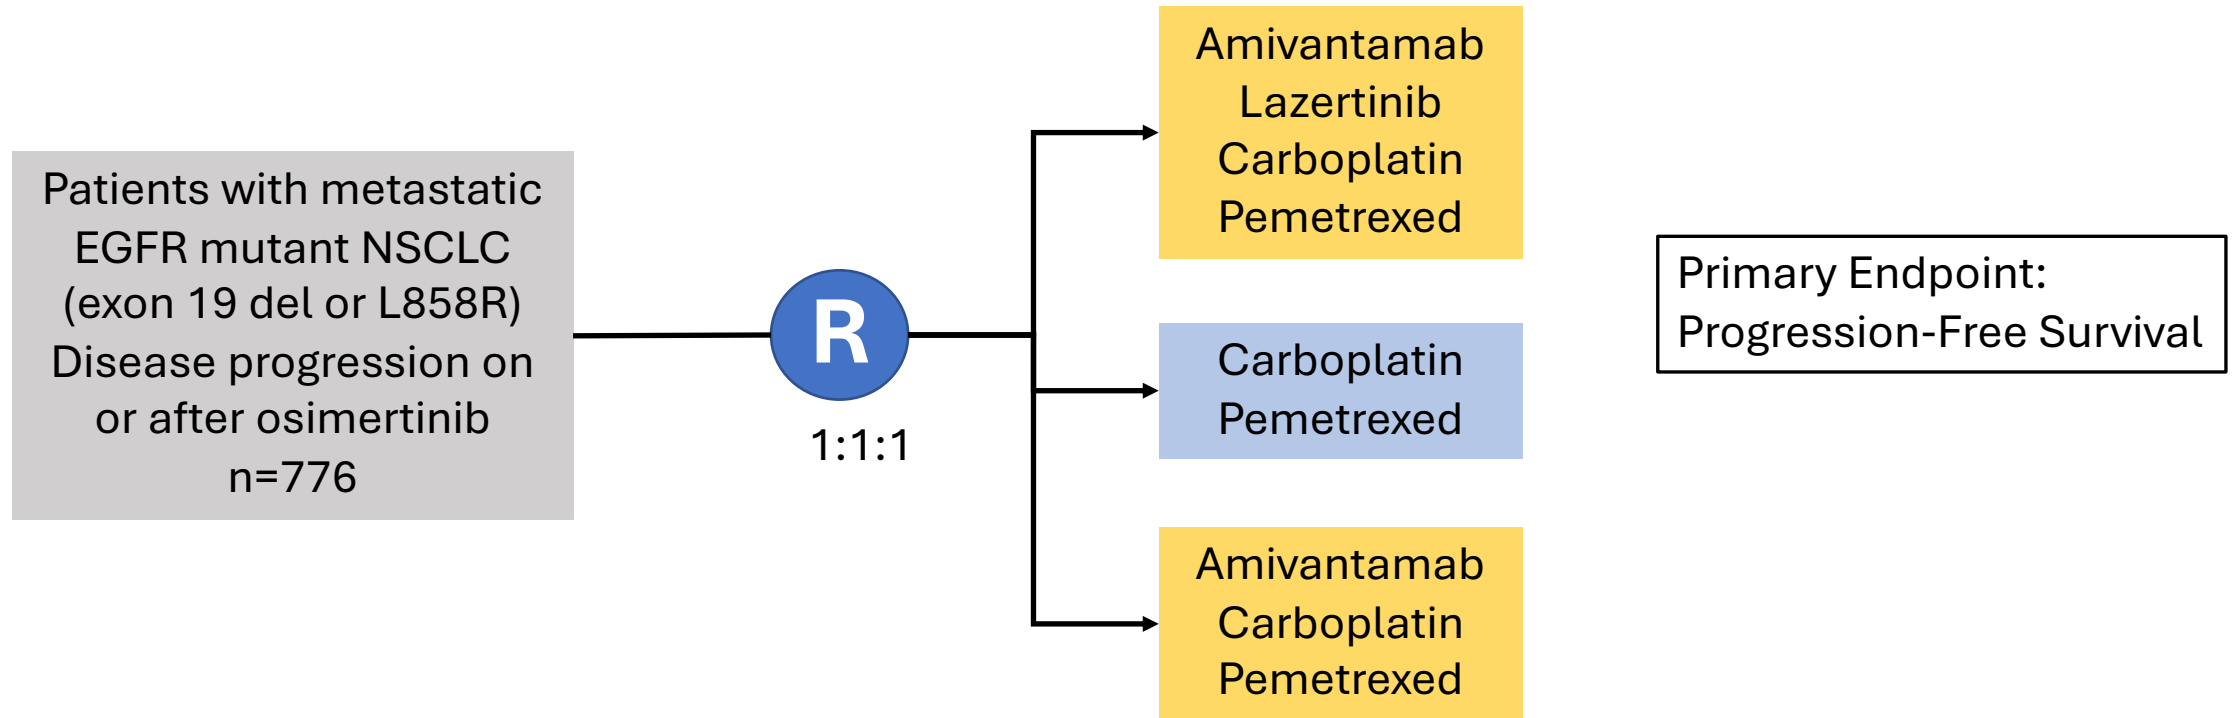 Patients with metastatic
EGFR mutant NSCLC
(exon 19 del or L858R)
Disease progression on
or after osimertinib
n=776
R
1:1:1
Amivantamab
Lazertinib
Carboplatin
Pemetrexed
Carboplatin
Pemetrexed
Amivantamab
Carboplatin
Pemetrexed
Primary Endpoint:
Progression-Free Survival